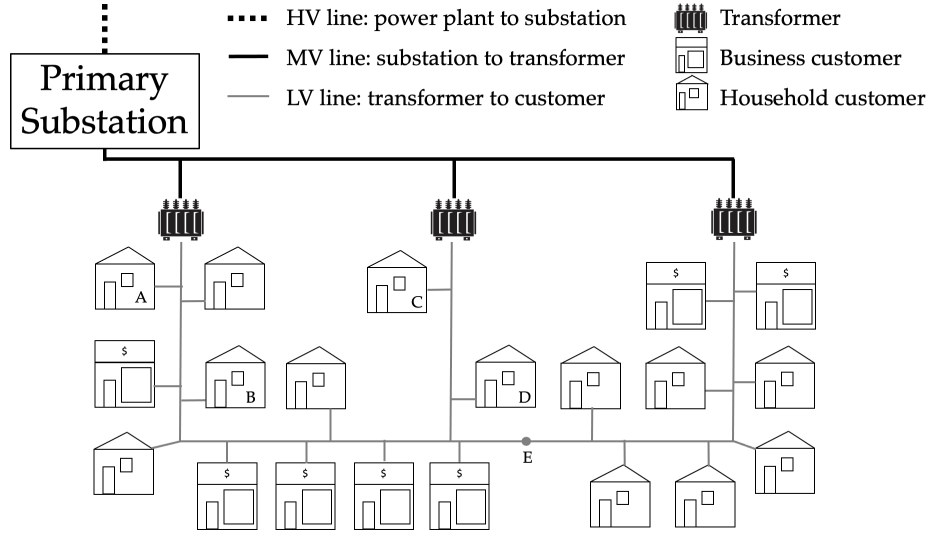 HV line: power plant to substation
MV line: substation to transformer
LV line: transformer to customer
Transformer
Business customer
Household customer
Primary
Substation
A
C
$
$
$
B
D
E
$
$
$
$